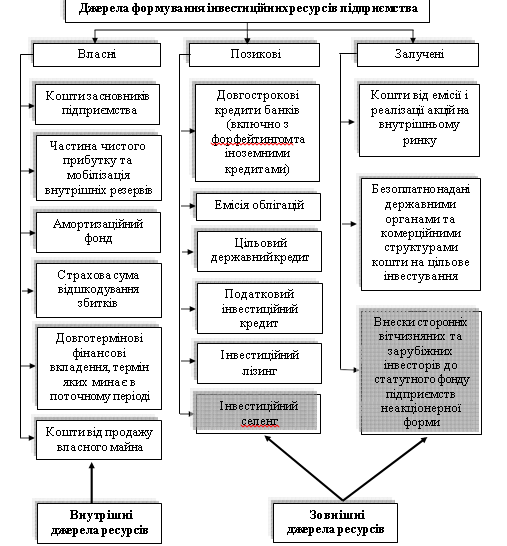 Джерела формування інвестиційних ресурсів підприємства
Власні
Кошти засновників
підприємства
Частина чистого
прибутку та
мобілізація
внутрішніх резервів
Амортизаційний
фонд
Страхова сума
відшкодування
збитків
Довготермінові
фінансові
вкладення, термін
яких минає в
поточному періоді
Кошти від продажу
власного майна
Внутрішні
джерела ресурсів
Позикові
Довгострокові
кредити банків
(включно з
форфейтингом та
іноземними
кредитами)
Емісія облігацій
Цільовий
державний кредит
Податковий
інвестиційний
кредит
Інвестиційний
лізинг
Інвестиційний
селенг
Залучені
Кошти від емісії і
реалізації акцій на
внутрішньому
ринку
Безоплатно надані
державними
органами та
комерційними
структурами
кошти на цільове
інвестування
Внески сторонніх
вітчизняних та
зарубіжних
інвесторів до
статутного фонду
підприємств
неакціонерної
форми
Зовнішні
джерела ресурсів